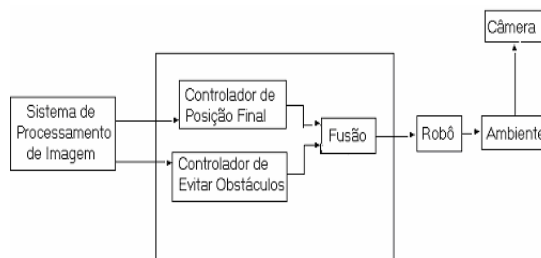 Câmera
Sistema de
Processamento
de Imagem
Controlador de
Posição Final
Controlador de
Evitar Obstáculos
Fusão
Robô
Ambiente